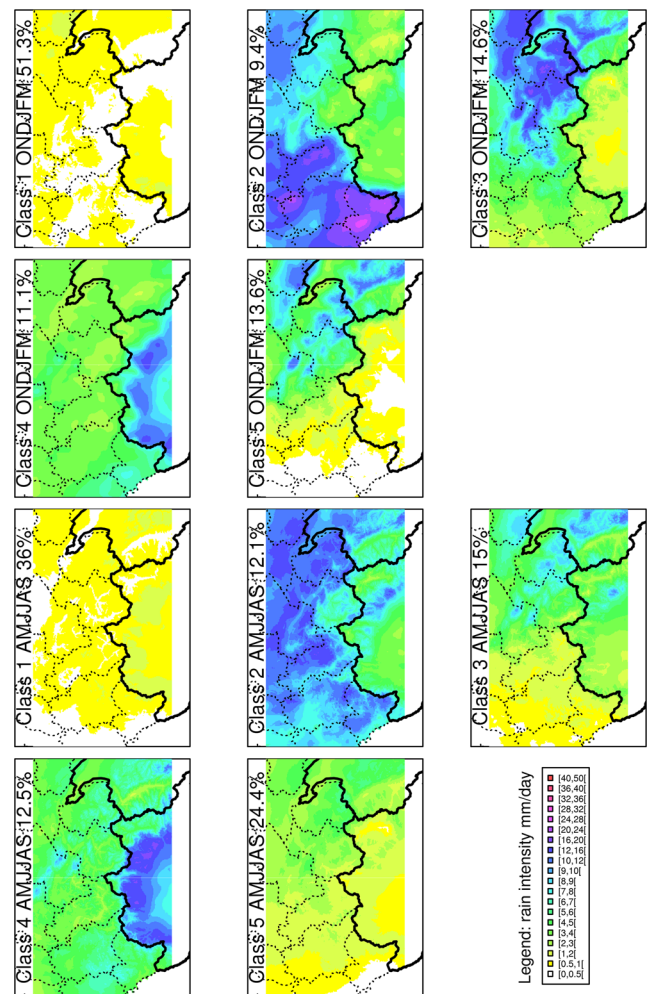 Class 1 ONDJFM 51.3%
Class 2 ONDJFM 9.4%
Class 3 ONDJFM 14.6%
Class 4 ONDJFM 11.1%
Class 5 ONDJFM 13.6%
Class 1 AMJJAS 36%
Class 2 AMJJAS 12.1%
Class 3 AMJJAS 15%
Class 4 AMJJAS 12.5%
Class 5 AMJJAS 24.4%
Legend: rain intensity mm/day
[40,50[
[36,40[
[32,36[
[28,32[
[24,28[
[20,24[
[16,20[
[12,16[
[10,12[
[9,10[
[8,9[
[7,8[
[6,7[
[5,6[
[4,5[
[3,4[
[2,3[
[1,2[
[0.5,1[
[0,0.5[